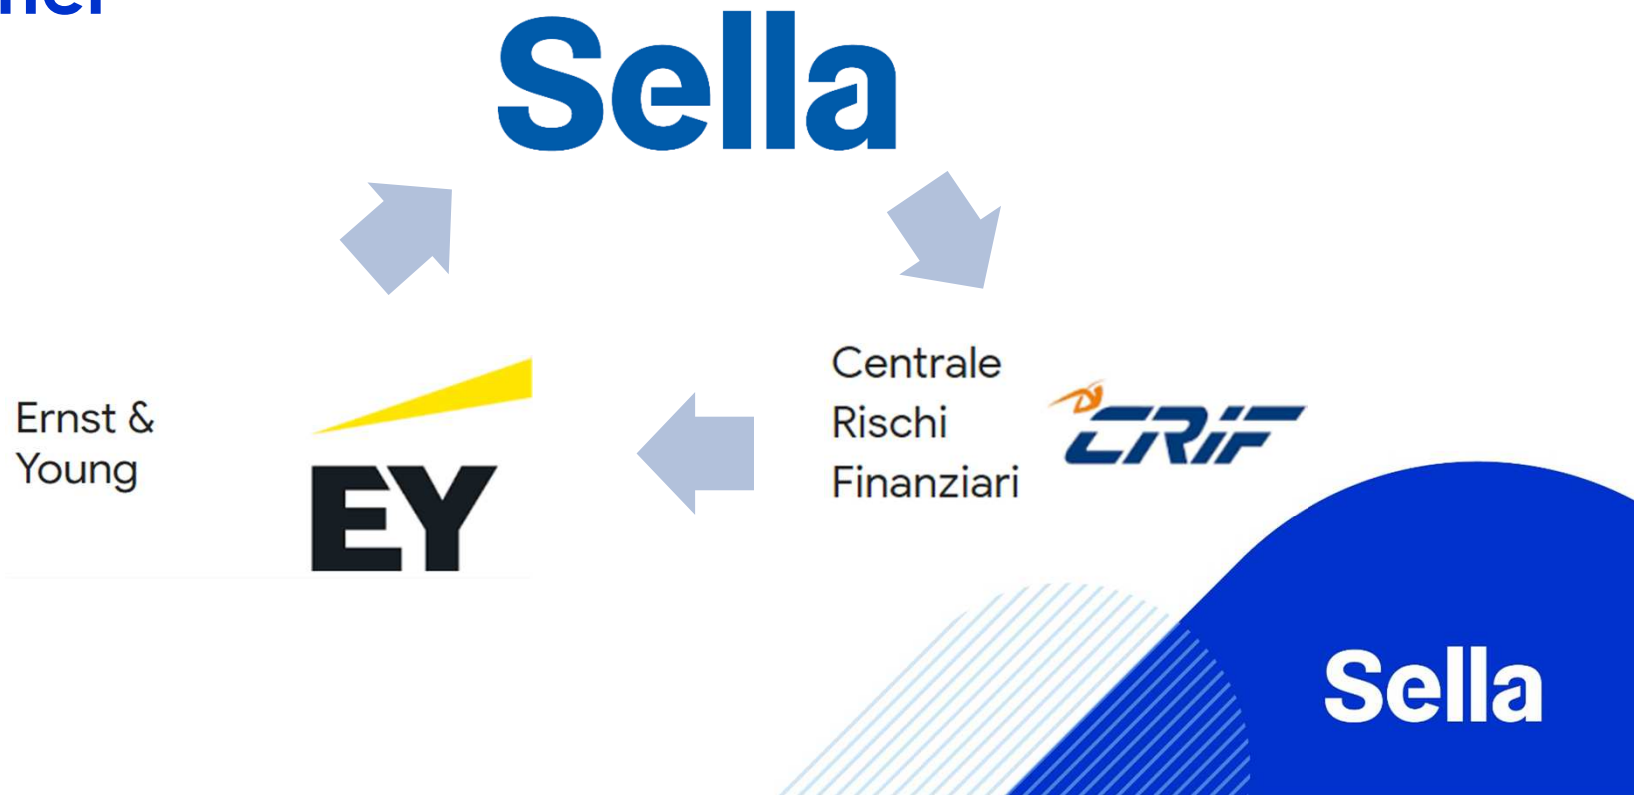 Sella
Ernst &
Young
EY
Centrale
Rischi
Finanziari
CRIF
Sella